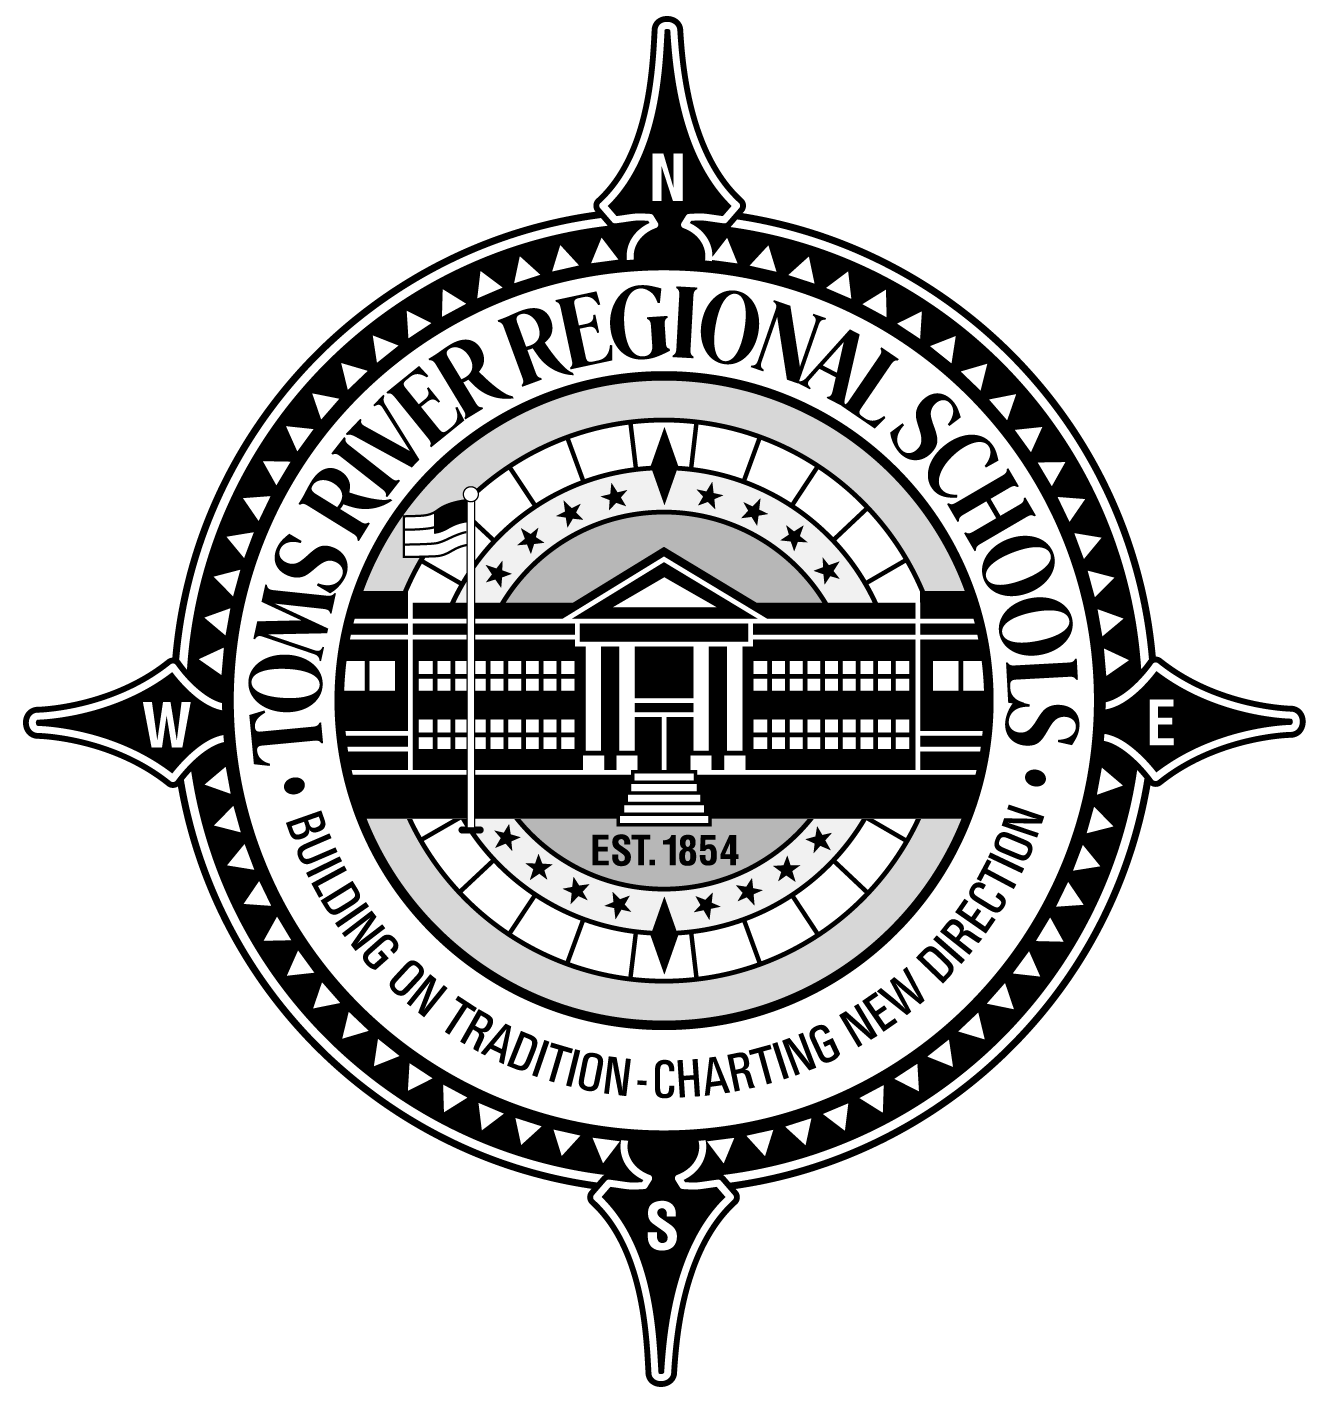 N
TOMS RIVER REGIONAL SCHOOLS
W
E
EST. 1854
• BUILDING ON TRADITION - CHARTING NEW DIRECTION •
S